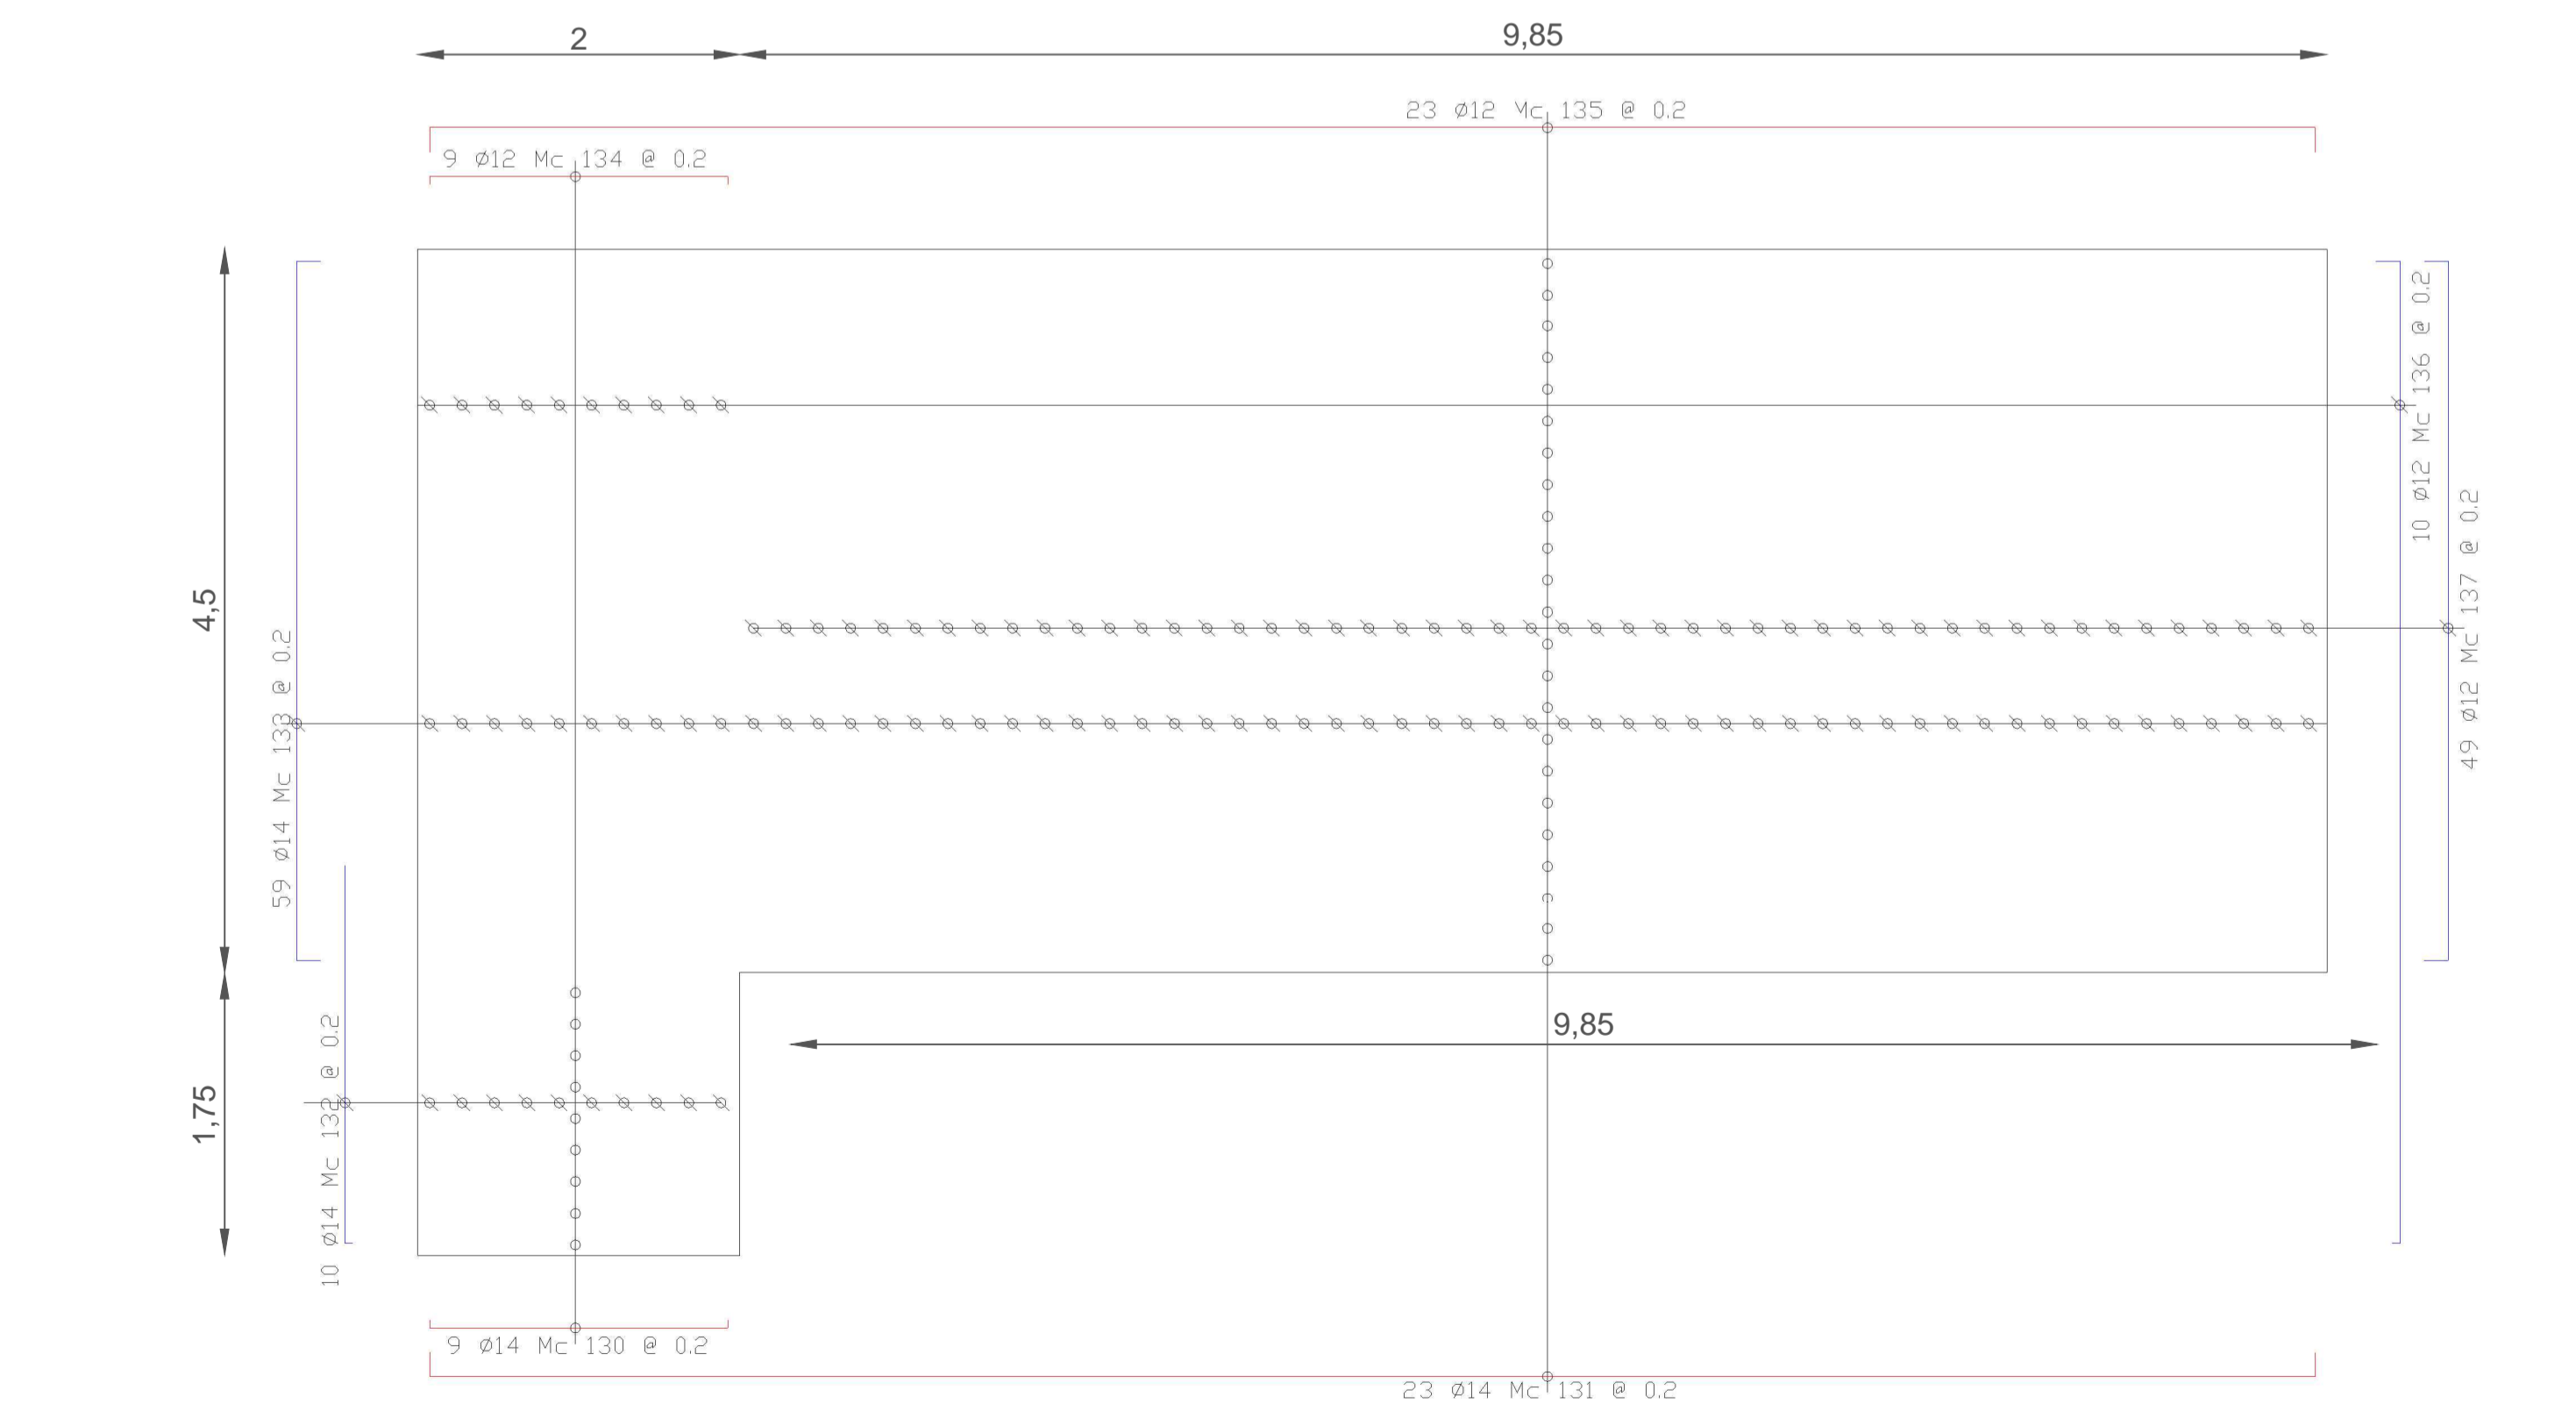 2
9,85
23 Ø12 Mc 135 @ 0.2
9 Ø12 Mc 134 @ 0.2
10 Ø12 Mc 136 @ 0.2
49 Ø12 Mc 137 @ 0.2
4,5
59 Ø14 Mc 133 @ 0.2
9,85
1,75
10 Ø14 Mc 132 @ 0.2
9 Ø14 Mc 130 @ 0.2
23 Ø14 Mc 131 @ 0.2